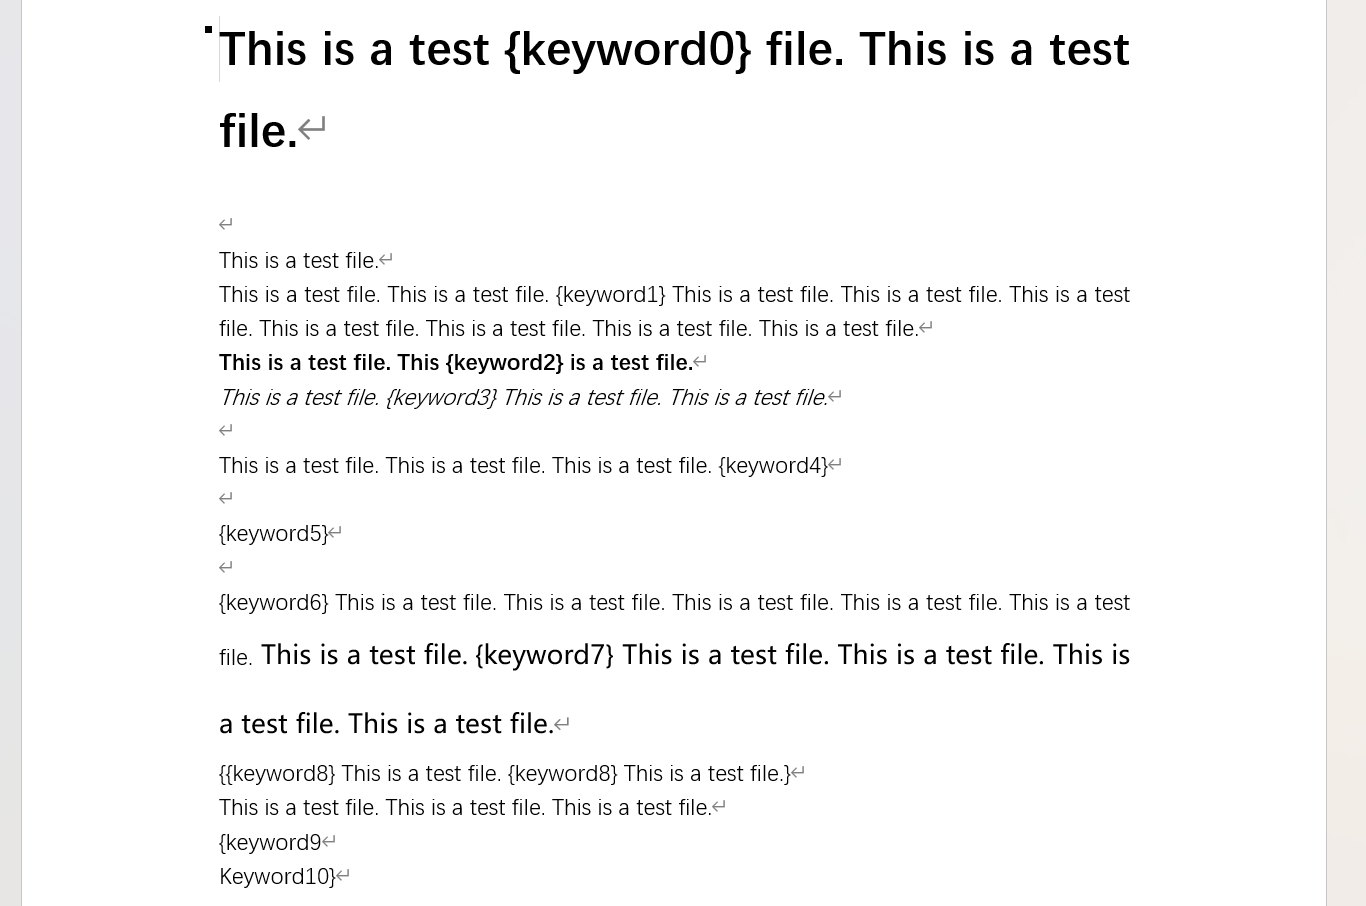 This is a test {keyword0} file. This is a test
file.
This is a test file.
This is a test file. This is a test file. {keyword1} This is a test file. This is a test file. This is a test
file. This is a test file. This is a test file. This is a test file. This is a test file.
This is a test file. This {keyword2} is a test file.
This is a test file. {keyword3} This is a test file. This is a test file.
This is a test file. This is a test file. This is a test file. {keyword4}
{keyword5}
{keyword6} This is a test file. This is a test file. This is a test file. This is a test file. This is a test
file. This is a test file. {keyword7} This is a test file. This is a test file. This is
a test file. This is a test file.
{{keyword8} This is a test file. {keyword8} This is a test file.}
This is a test file. This is a test file. This is a test file.
{keyword9
Keyword10}